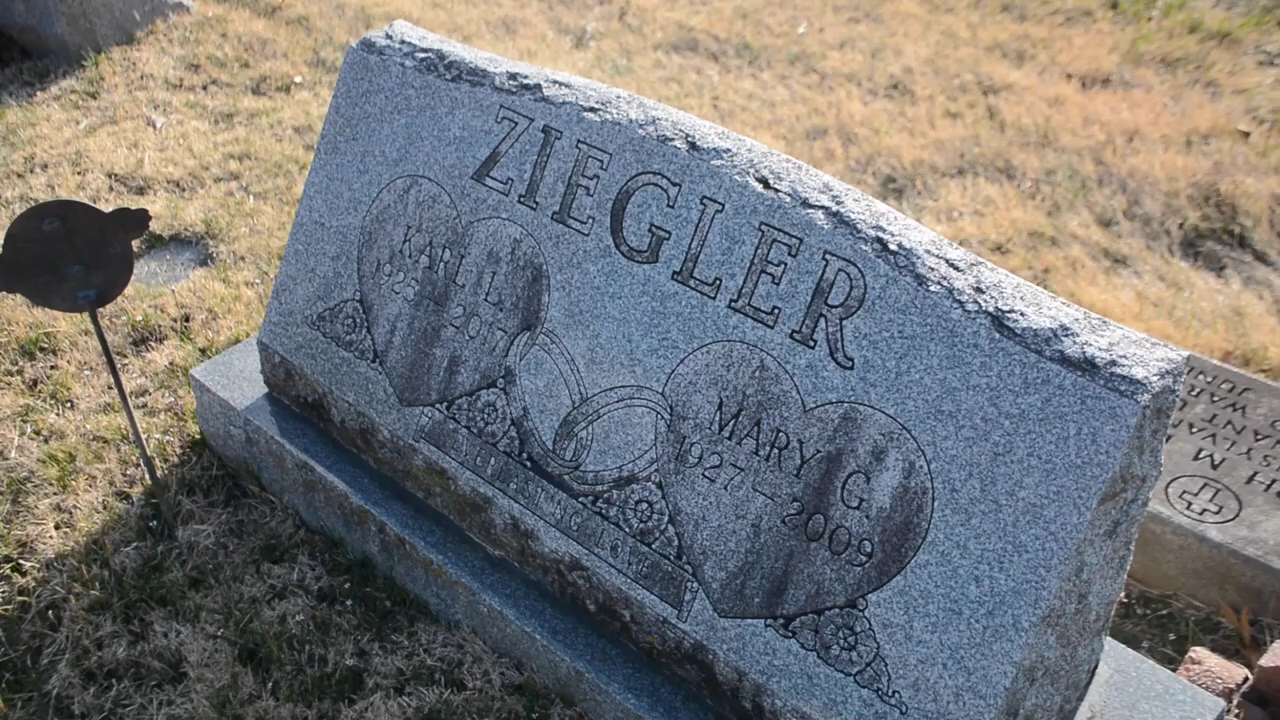 ZIEGLER
KARL L.
1925 — 2017
MARY G.
1927 — 2009
EVERLASTING LOVE
M